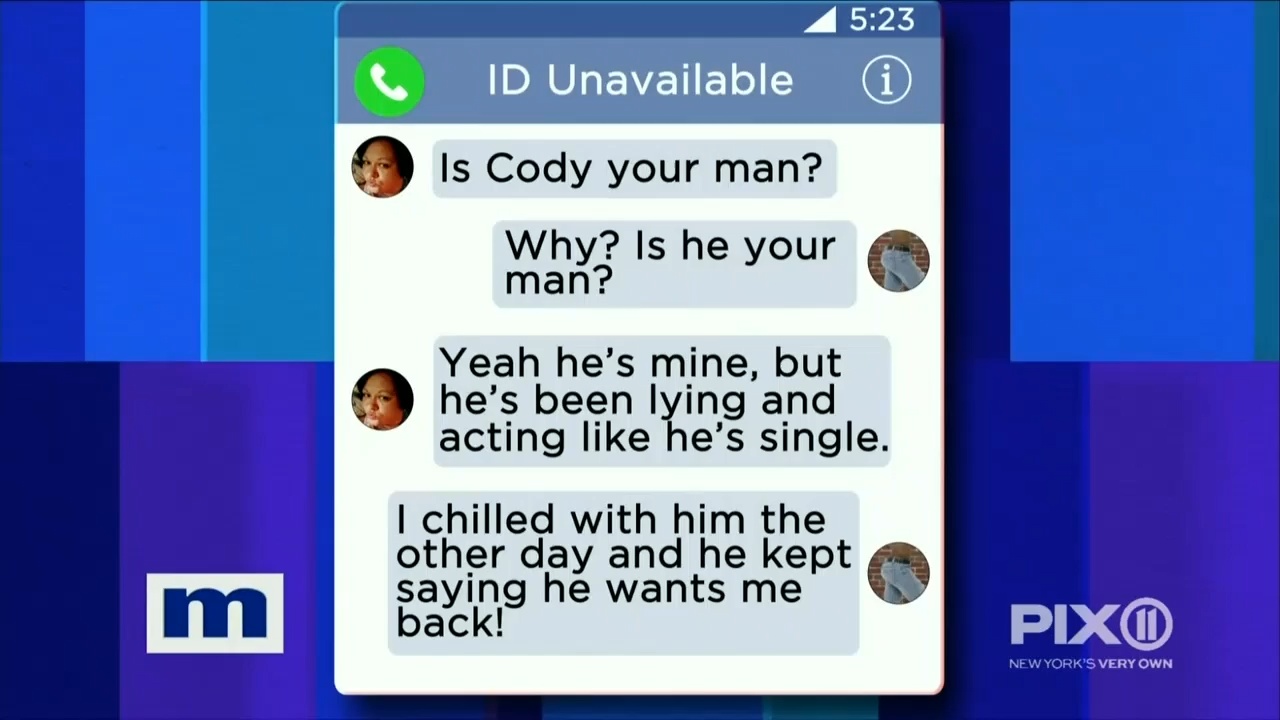 5:23
ID Unavailable
i
Is Cody your man?
Why? Is he your
man?
Yeah he's mine, but
he's been lying and
acting like he's single.
I chilled with him the
other day and he kept
saying he wants me
back!
m
PIX 11
NEW YORK'S VERY OWN